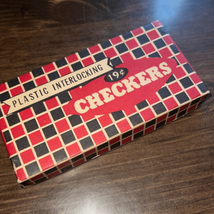 PLASTIC INTERLOCKING
19¢
CHECKERS